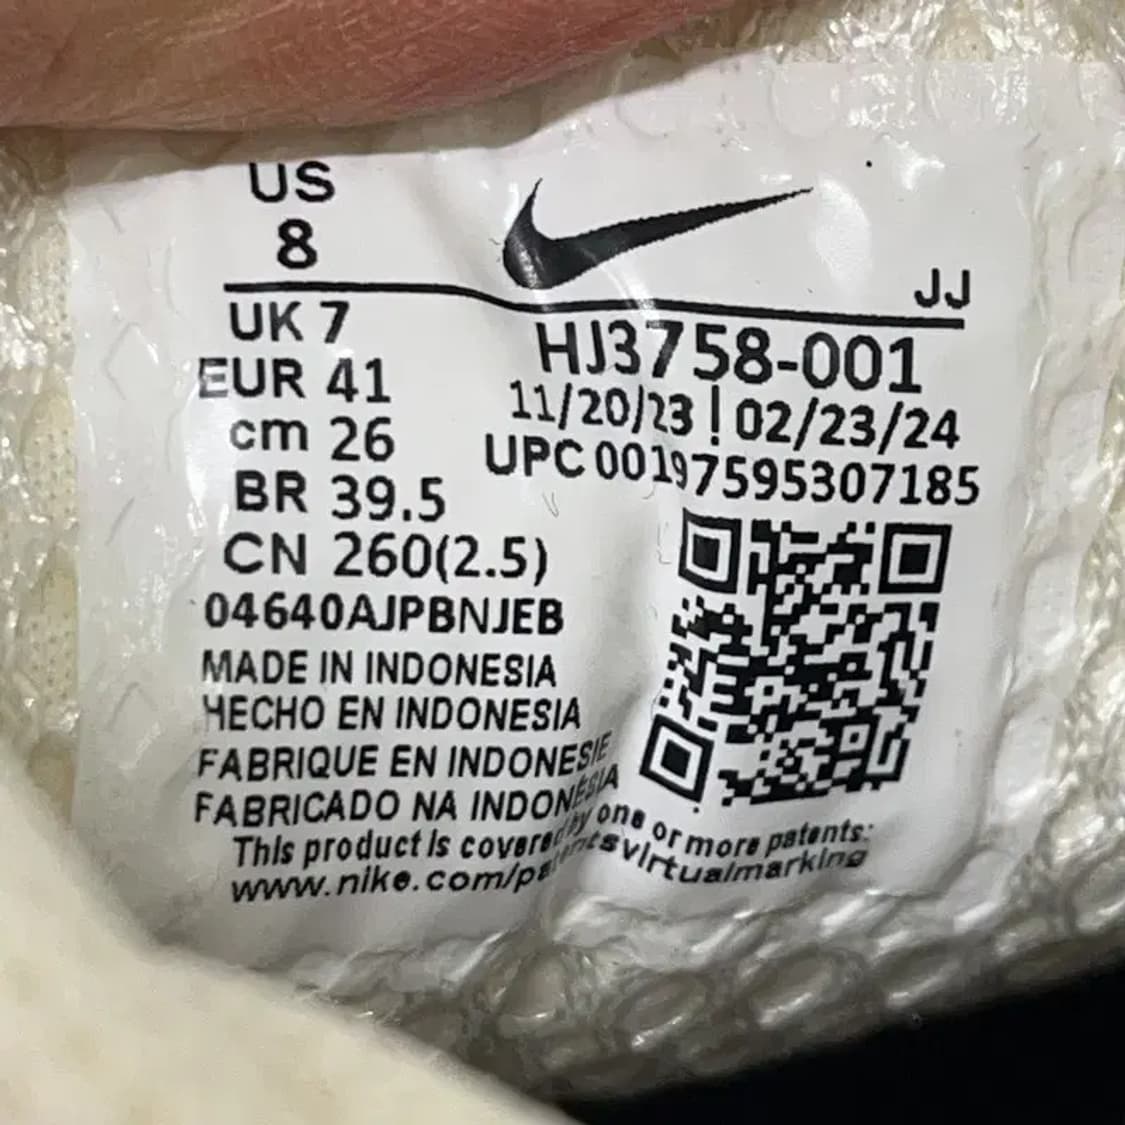 US
8
JJ
UK 7
EUR 41
cm 26
BR 39.5
CN 260(2.5)
HJ3758-001
11/20/23 | 02/23/24
UPC 00197595307185
04640AJPBNJEB
MADE IN INDONESIA
HECHO EN INDONESIA
FABRIQUE EN INDONESIE
FABRICADO NA INDONÉSIA
This product is covered by one or more patents:
www.nike.com/patentsvirtualmarking